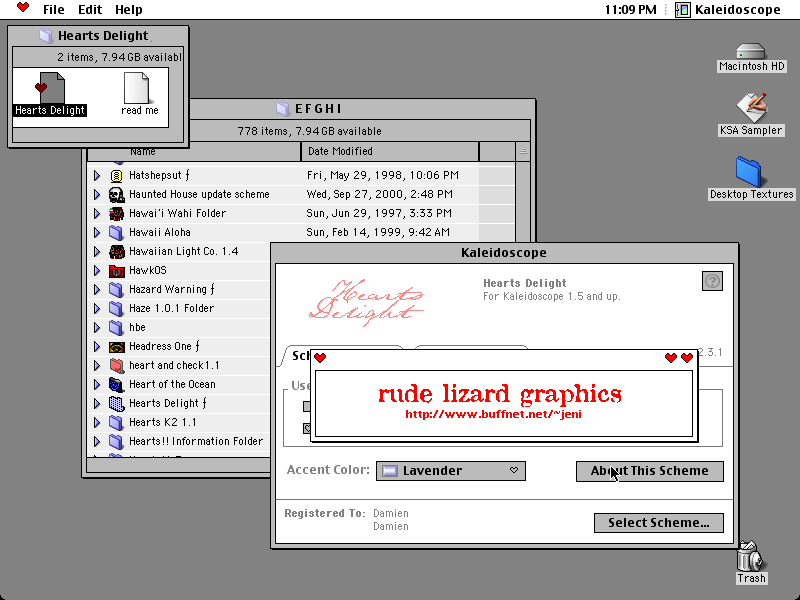 File Edit Help
11:09 PM Kaleidoscope
Hearts Delight
2 items, 7.94 GB availabl
Hearts Delight
read me
EFGHI
778 items, 7.94 GB available
Name Date Modified
Hatshepsut ƒ Fri, May 29, 1998, 10:06 PM
Haunted House update scheme Wed, Sep 27, 2000, 2:48 PM
Hawai'i Wahi Folder Sun, Jun 29, 1997, 3:33 PM
Hawaii Aloha Sun, Feb 14, 1999, 9:42 AM
Hawaiian Light Co. 1.4
HawkOS
Hazard Warning ƒ
Haze 1.0.1 Folder
hbe
Headress One ƒ
heart and check1.1
Heart of the Ocean
Hearts Delight ƒ
Hearts K2 1.1
Hearts!! Information Folder
Kaleidoscope
Hearts Delight
Hearts Delight
For Kaleidoscope 1.5 and up.
?
2.3.1
rude lizard graphics
http://www.buffnet.net/~jeni
Accent Color: Lavender
About This Scheme
Registered To: Damien
Damien
Select Scheme...
Macintosh HD
KSA Sampler
Desktop Textures
Trash